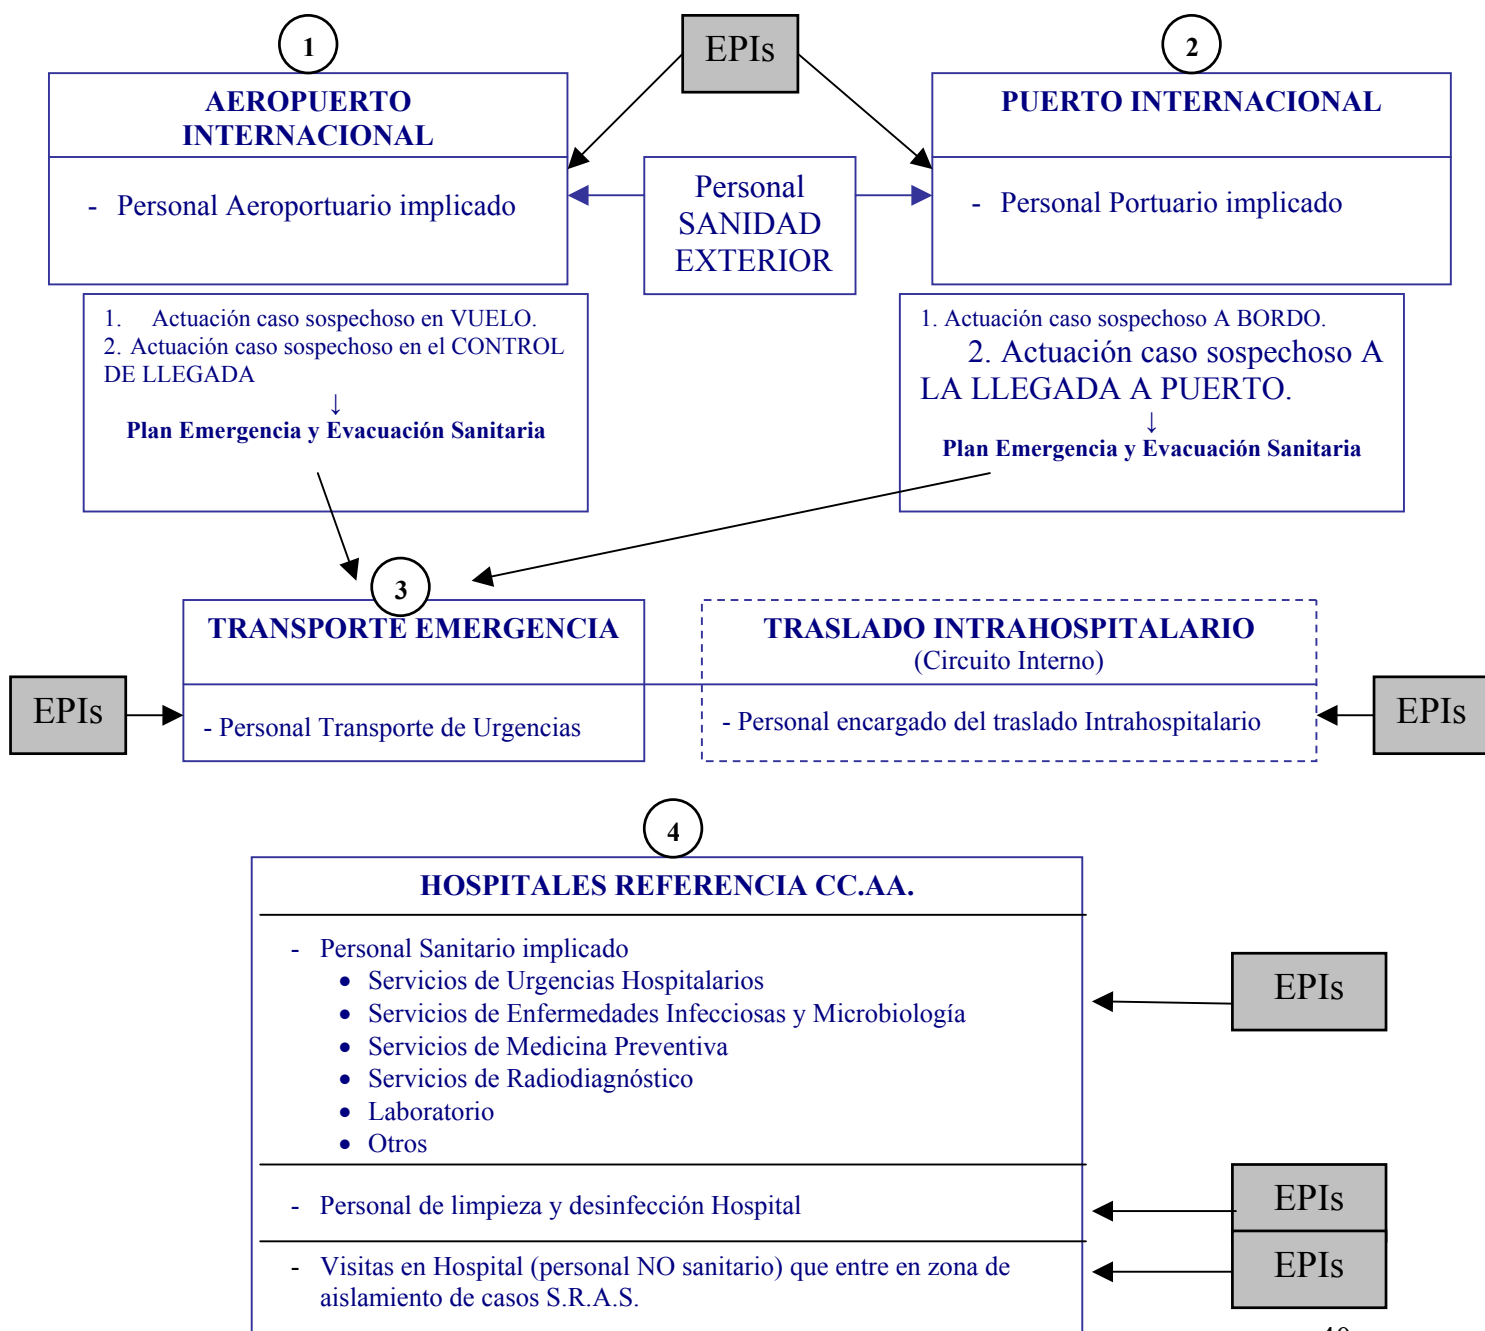 1
EPIs
2
AEROPUERTO
INTERNACIONAL
- Personal Aeroportuario implicado
Personal
SANIDAD
EXTERIOR
PUERTO INTERNACIONAL
- Personal Portuario implicado
1. Actuación caso sospechoso en VUELO.
2. Actuación caso sospechoso en el CONTROL
DE LLEGADA
↓
Plan Emergencia y Evacuación Sanitaria
1. Actuación caso sospechoso A BORDO.
2. Actuación caso sospechoso A
LA LLEGADA A PUERTO.
↓
Plan Emergencia y Evacuación Sanitaria
3
TRANSPORTE EMERGENCIA
TRASLADO INTRAHOSPITALARIO
(Circuito Interno)
EPIs
- Personal Transporte de Urgencias
- Personal encargado del traslado Intrahospitalario
EPIs
4
HOSPITALES REFERENCIA CC.AA.
- Personal Sanitario implicado
• Servicios de Urgencias Hospitalarios
• Servicios de Enfermedades Infecciosas y Microbiología
• Servicios de Medicina Preventiva
• Servicios de Radiodiagnóstico
• Laboratorio
• Otros
EPIs
- Personal de limpieza y desinfección Hospital
EPIs
- Visitas en Hospital (personal NO sanitario) que entre en zona de
aislamiento de casos S.R.A.S.
EPIs